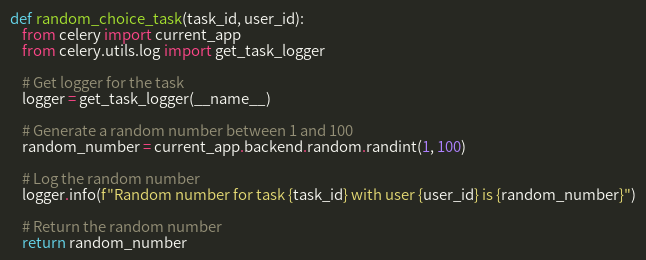 def random_choice_task(task_id, user_id):
from celery import current_app
from celery.utils.log import get_task_logger
# Get logger for the task
logger = get_task_logger(__name__)
# Generate a random number between 1 and 100
random_number = current_app.backend.random.randint(1, 100)
# Log the random number
logger.info(f"Random number for task {task_id} with user {user_id} is {random_number}")
# Return the random number
return random_number